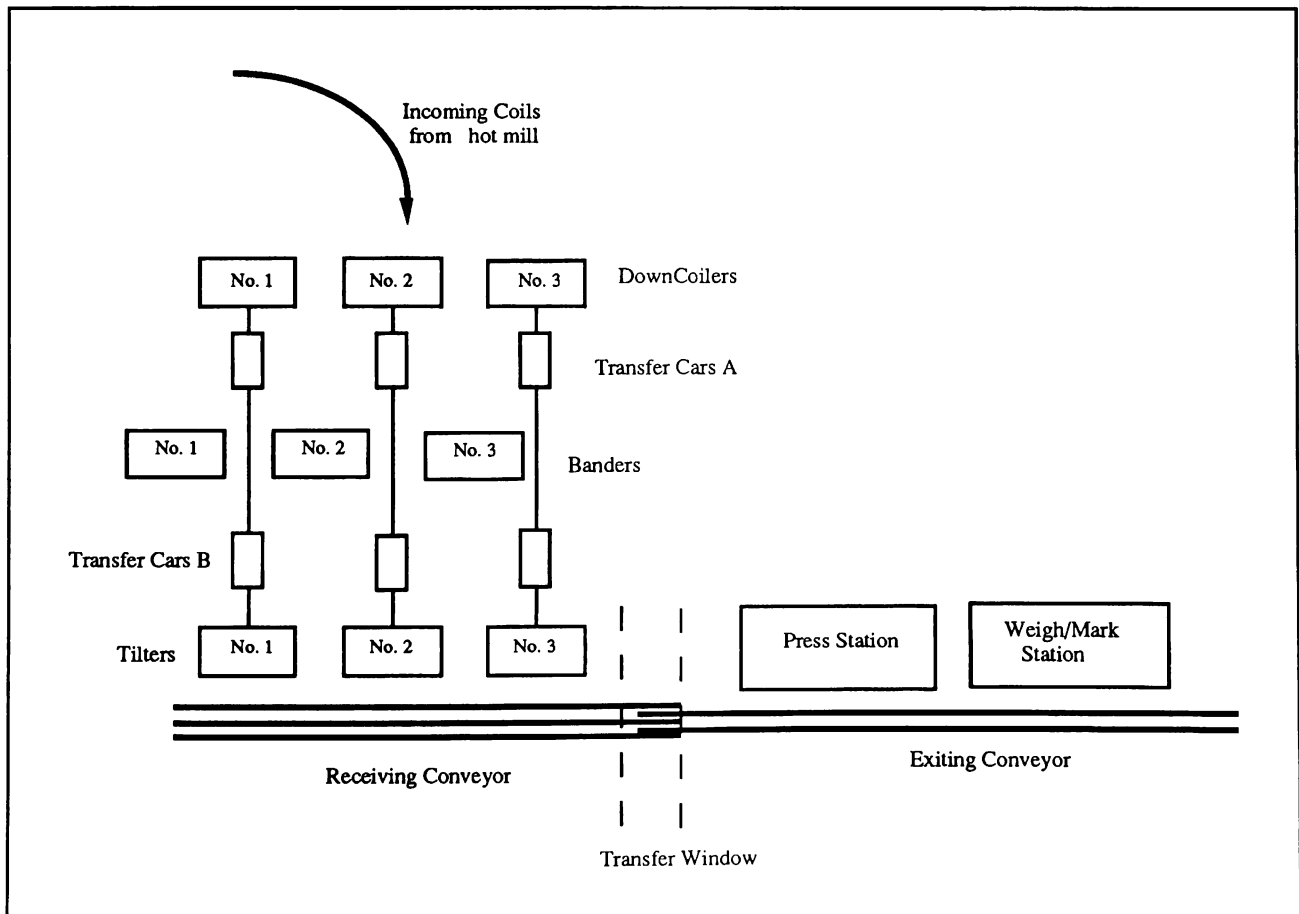 Incoming Coils
from hot mill
No. 1
No. 2
No. 3
DownCoilers
Transfer Cars A
No. 1
No. 2
No. 3
Banders
Transfer Cars B
Tilters
No. 1
No. 2
No. 3
Press Station
Weigh/Mark
Station
Receiving Conveyor
Exiting Conveyor
Transfer Window